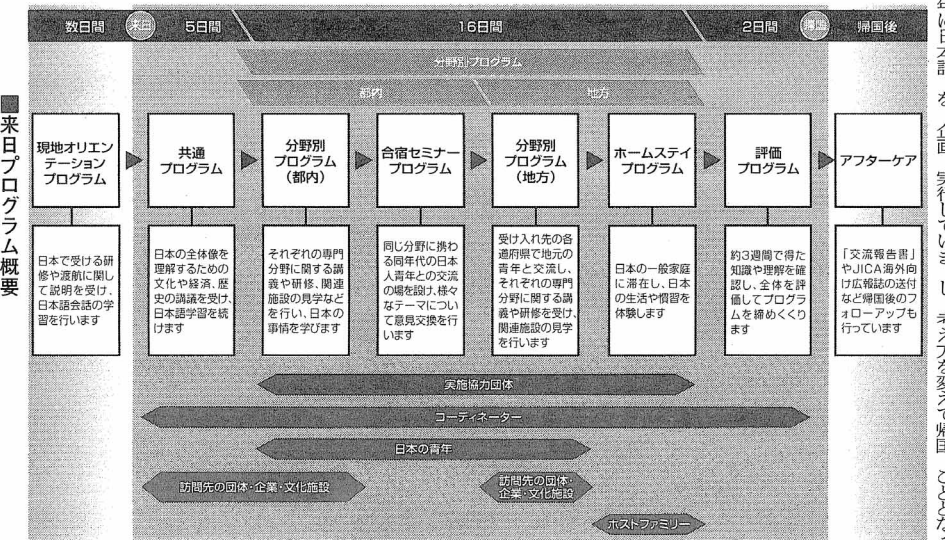 ■来日プログラム概要
数日間
来日
5日間
16日間
2日間
帰国後
分野別プログラム
都内
地方
現地オリエン
テーション
プログラム
共通
プログラム
分野別
プログラム
(都内)
合宿セミナー
プログラム
分野別
プログラム
(地方)
ホームステイ
プログラム
評価
プログラム
アフターケア
日本で受ける研
修や渡航に関し
て説明を受け、
日本語会話の学
習を行います
日本の全体像を
理解するための
文化や経済、歴
史の講義を受け、
日本語学習を続
けます
それぞれの専門
分野に関する講
義や研修、関連
施設の見学など
を行い、日本の
事情を学びます
同じ分野に携わ
る同年代の日本
人青年との交流
の場を設け、様々
なテーマについ
て意見交換を行
います
受け入れ先の各
道府県で地元の
青年と交流し、
それぞれの専門
分野に関する講
義や研修を受け、
関連施設の見学
を行います
日本の一般家庭
に滞在し、日本
の生活や慣習を
体験します
約3週間で得た
知識や理解を確
認し、全体を評
価してプログラ
ムを締めくくり
ます
「交流報告書」
やJICA海外向
け広報誌の送付
など帰国後のフ
ォローアップも
行っています
実施協力団体
コーディネーター
日本の青年
訪問先の団体・企業・文化施設
訪問先の団体・
企業・文化施設
ホストファミリー